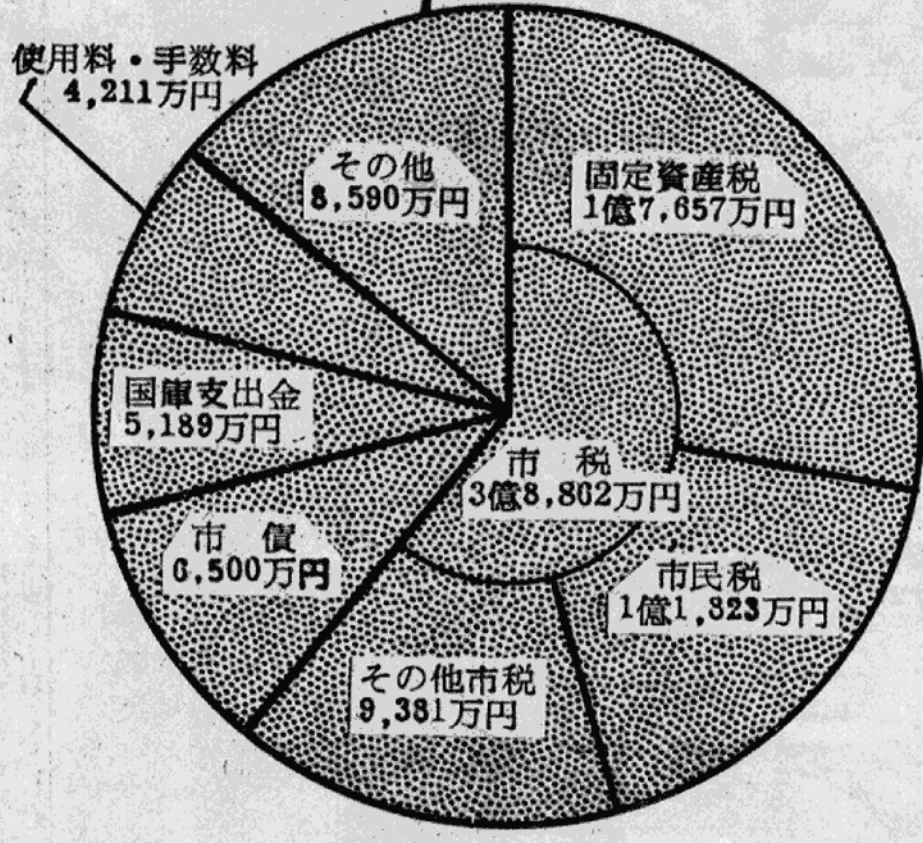 使用料・手数料
4,211万円
その他
8,590万円
固定資産税
1億7,657万円
国庫支出金
5,189万円
市税
3億8,862万円
市債
6,500万円
市民税
1億1,823万円
その他市税
9,381万円